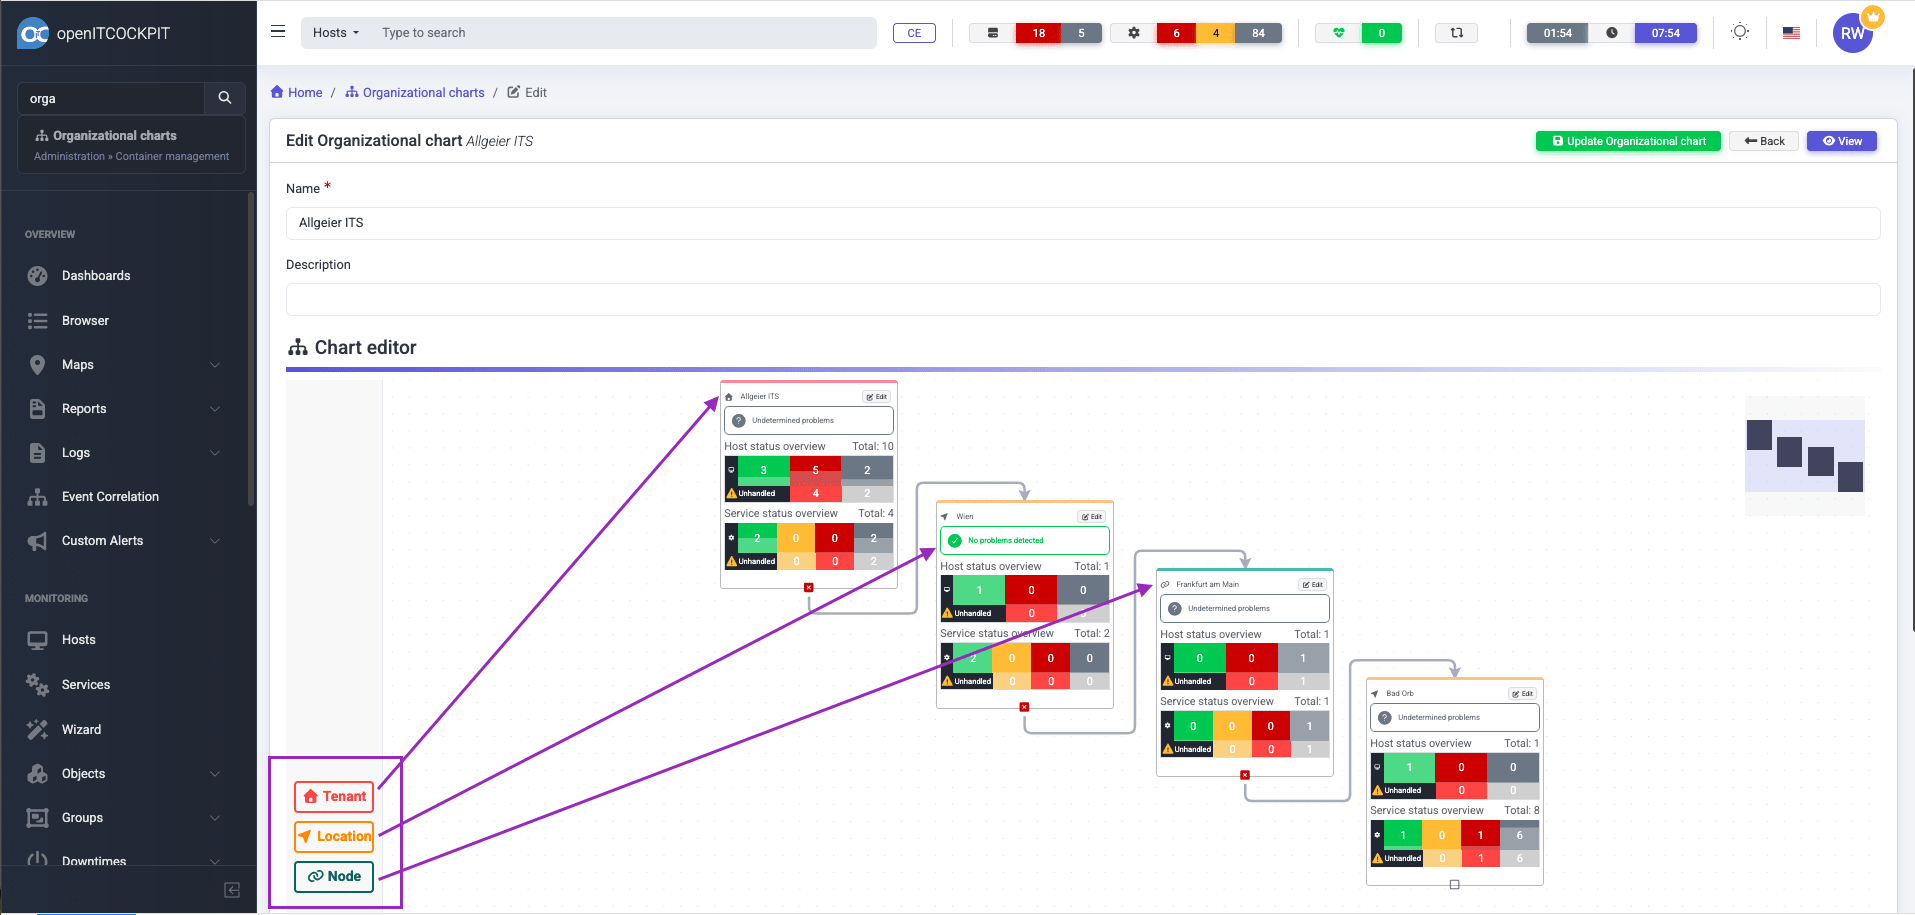 openITCOCKPIT
Hosts
Type to search
CE
18
5
6
4
84
0
01:54
07:54
RW
orga
Organizational charts
Administration » Container management
OVERVIEW
Dashboards
Browser
Maps
Reports
Logs
Event Correlation
Custom Alerts
MONITORING
Hosts
Services
Wizard
Objects
Groups
Downtimes
Home / Organizational charts / Edit
Edit Organizational chart Allgeier ITS
Update Organizational chart
Back
View
Name *
Allgeier ITS
Description
Chart editor
Tenant
Location
Node
Allgeier ITS
Edit
Undetermined problems
Host status overview Total: 10
3 5 2
Unhandled 4 2
Service status overview Total: 4
2 0 0 2
Unhandled 0 0 2
Wien
Edit
No problems detected
Host status overview Total: 1
1 0 0
Unhandled 0
Service status overview Total: 2
2 0 0 0
Unhandled 0 0 0
Frankfurt am Main
Edit
Undetermined problems
Host status overview Total: 1
0 0 1
Unhandled 0 1
Service status overview Total: 1
0 0 0 1
Unhandled 0 0 1
Bad Orb
Edit
Undetermined problems
Host status overview Total: 1
1 0 0
Unhandled 0 0
Service status overview Total: 8
1 0 1 6
Unhandled 0 1 6